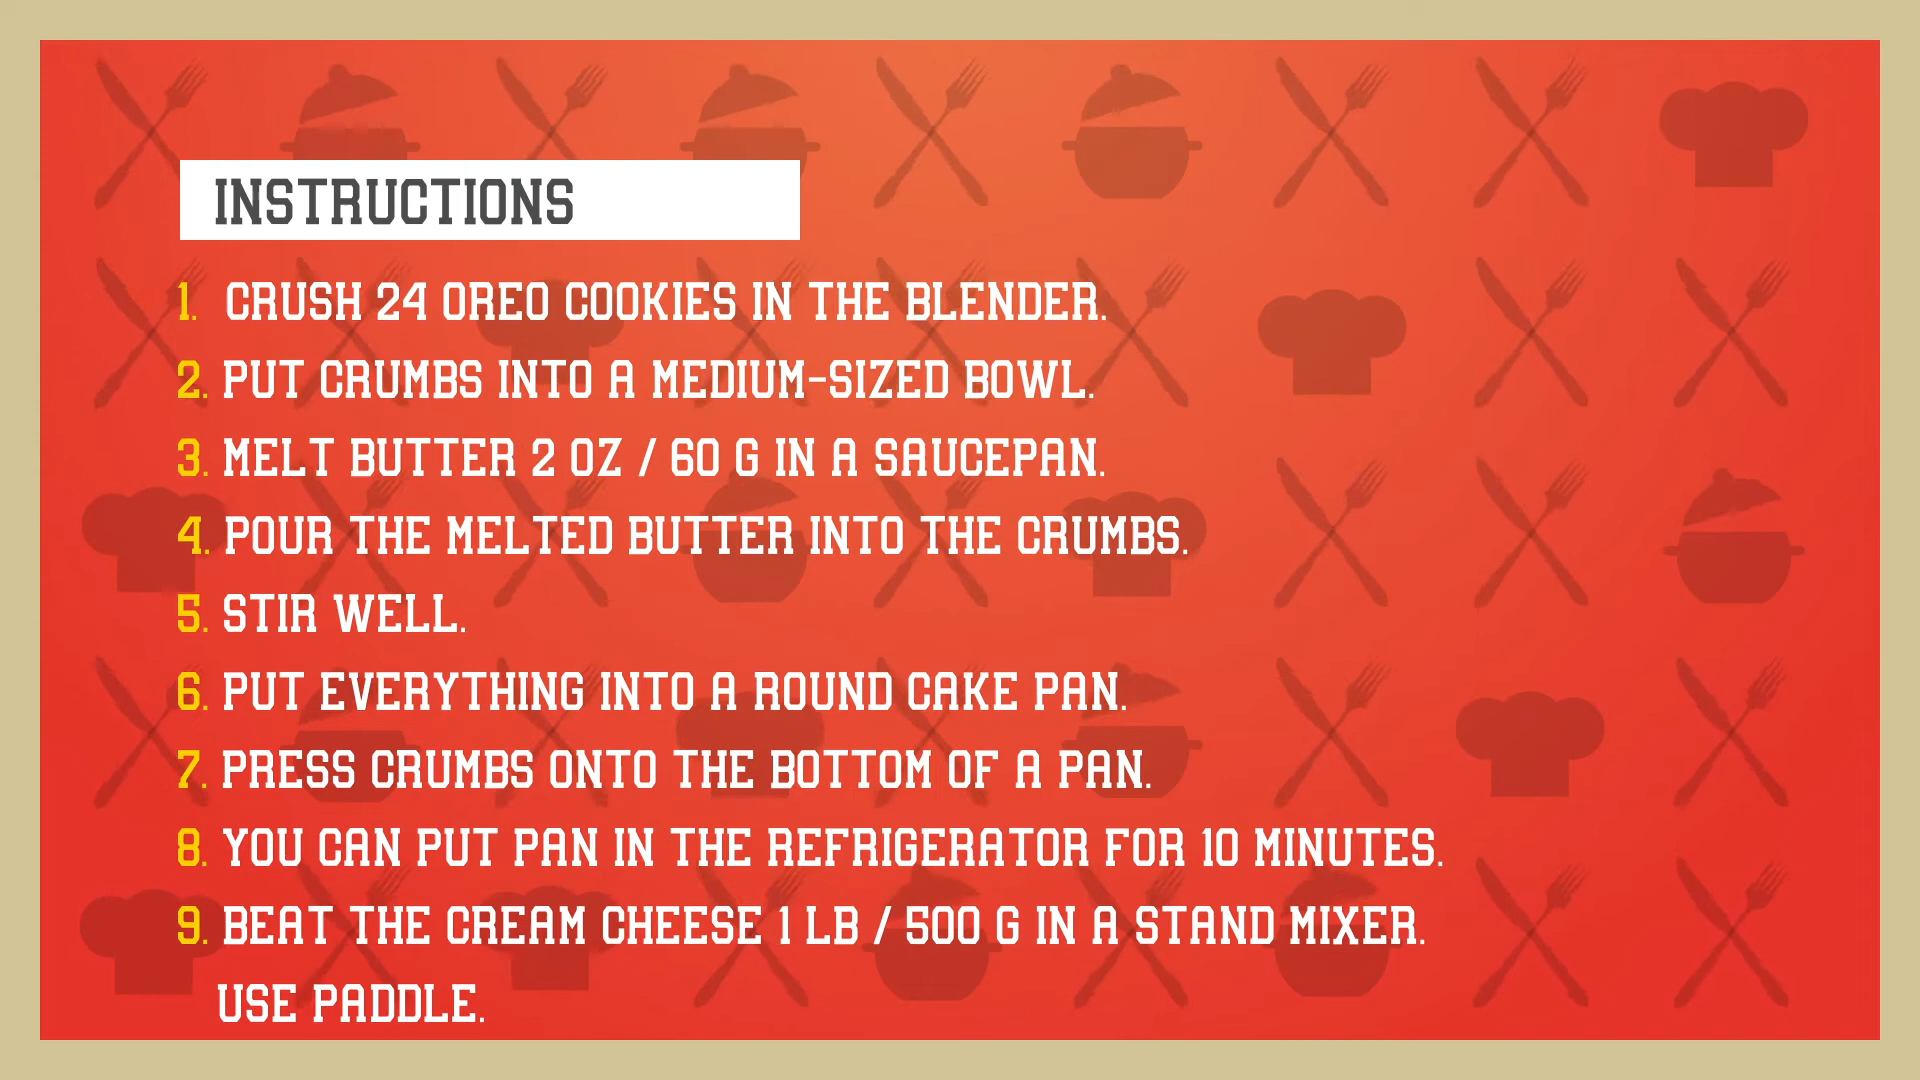 INSTRUCTIONS
1. CRUSH 24 OREO COOKIES IN THE BLENDER.
2. PUT CRUMBS INTO A MEDIUM-SIZED BOWL.
3. MELT BUTTER 2 OZ / 60 G IN A SAUCEPAN.
4. POUR THE MELTED BUTTER INTO THE CRUMBS.
5. STIR WELL.
6. PUT EVERYTHING INTO A ROUND CAKE PAN.
7. PRESS CRUMBS ONTO THE BOTTOM OF A PAN.
8. YOU CAN PUT PAN IN THE REFRIGERATOR FOR 10 MINUTES.
9. BEAT THE CREAM CHEESE 1 LB / 500 G IN A STAND MIXER.
USE PADDLE.